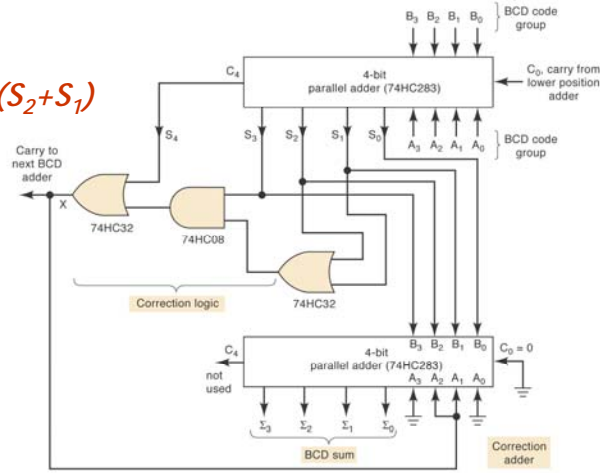 (S2+S1)
B3 B2 B1 B0
BCD code
group
C4
4-bit
parallel adder (74HC283)
C0, carry from
lower position
adder
S4
S3 S2 S1 S0
A3 A2 A1 A0
BCD code
group
Carry to
next BCD
adder
X
74HC32
74HC08
74HC32
Correction logic
C4
not
used
4-bit
parallel adder (74HC283)
B3 B2 B1 B0
A3 A2 A1 A0
C0 = 0
Σ3 Σ2 Σ1 Σ0
BCD sum
Correction
adder